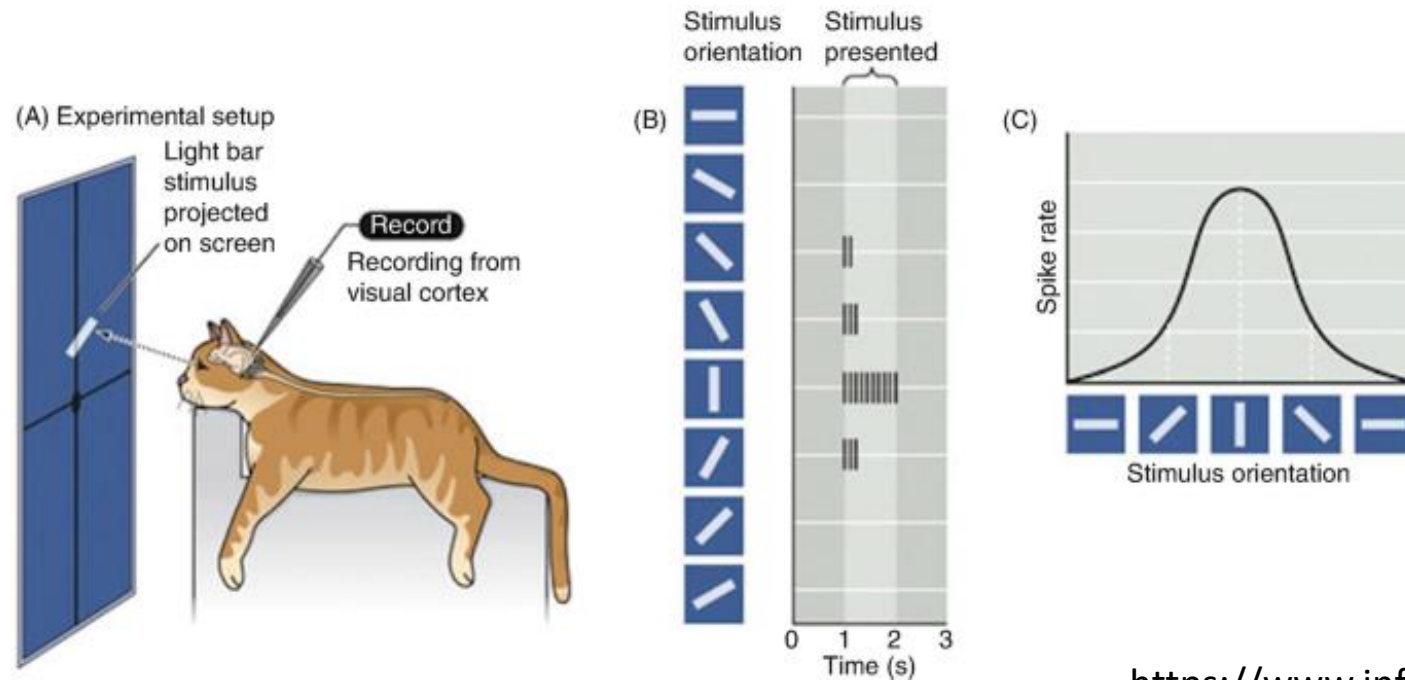 (A) Experimental setup
Light bar
stimulus
projected
on screen
Record
Recording from
visual cortex
(B)
Stimulus
orientation
Stimulus
presented
0 1 2 3
Time (s)
(C)
Spike rate
Stimulus orientation